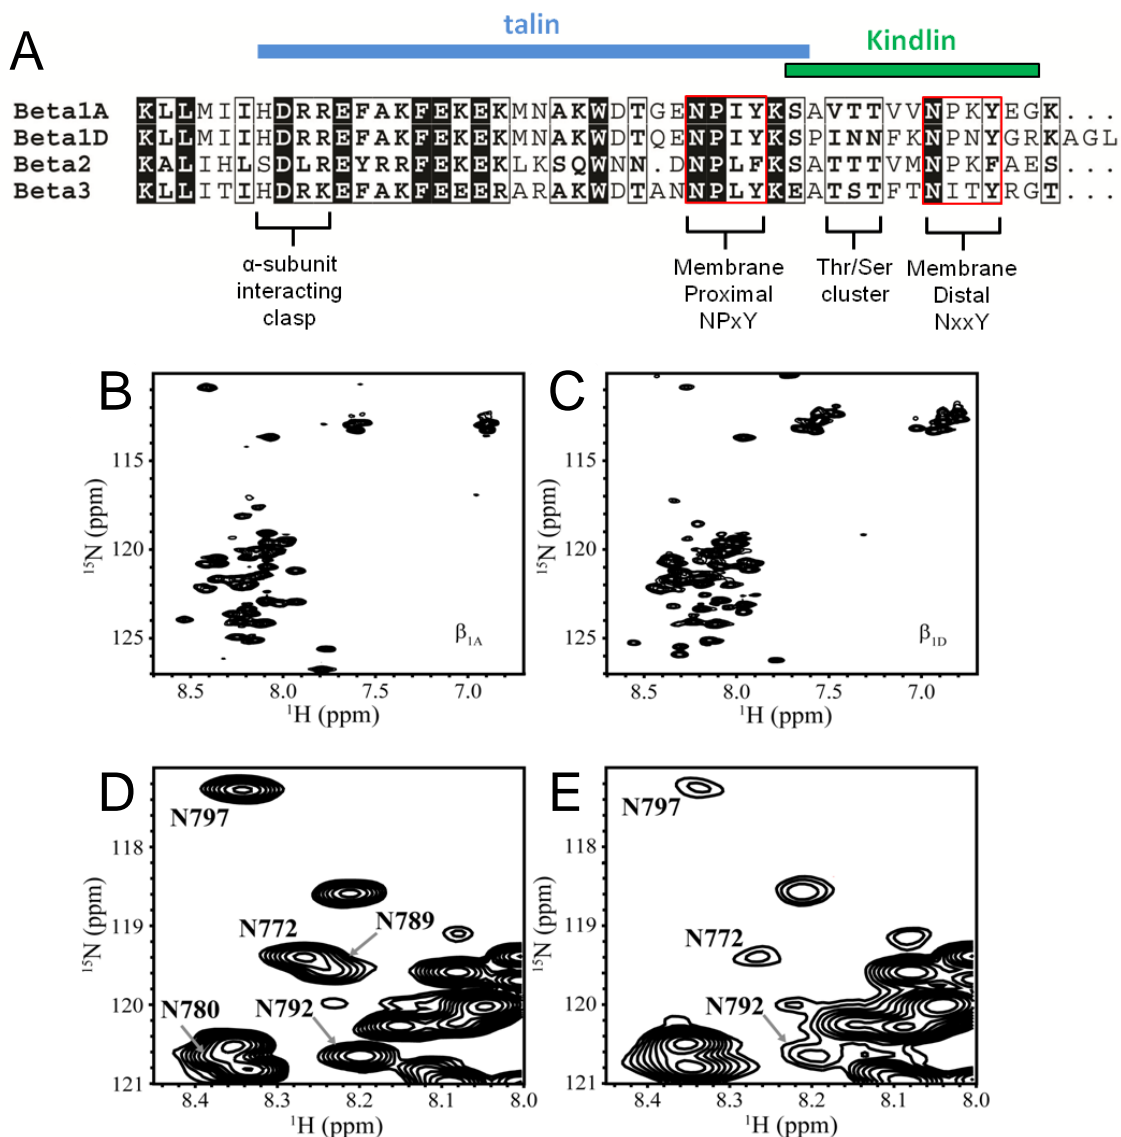 A
talin
Kindlin
Beta1A KLLMIIHDRREFAKFEKEKMNAKWDTGENPIYKSAVTTVVNPKYEGK...
Beta1D KLLMIIHDRREFAKFEKEKMNAKWDTQENPIYKSPINNFKNPNYGRKAGL
Beta2 KALIHLSDLREYRRFEKEKLKSQWNN.DNPLFKSATTTVMNPKFAES...
Beta3 KLLITIHDRKEFAKFEEERARAKWDTANNPLYKEATSTFTNITYRGT...
α-subunit
interacting
clasp
Membrane
Proximal
NPxY
Thr/Ser
cluster
Membrane
Distal
NxxY
B
115
120
125
¹⁵N (ppm)
β1A
8.5 8.0 7.5 7.0
¹H (ppm)
C
115
120
125
¹⁵N (ppm)
β1D
8.5 8.0 7.5 7.0
¹H (ppm)
D
N797
118
119
120
121
¹⁵N (ppm)
N772
N789
N780
N792
8.4 8.3 8.2 8.1 8.0
¹H (ppm)
E
N797
118
119
120
121
¹⁵N (ppm)
N772
N792
8.4 8.3 8.2 8.1 8.0
¹H (ppm)